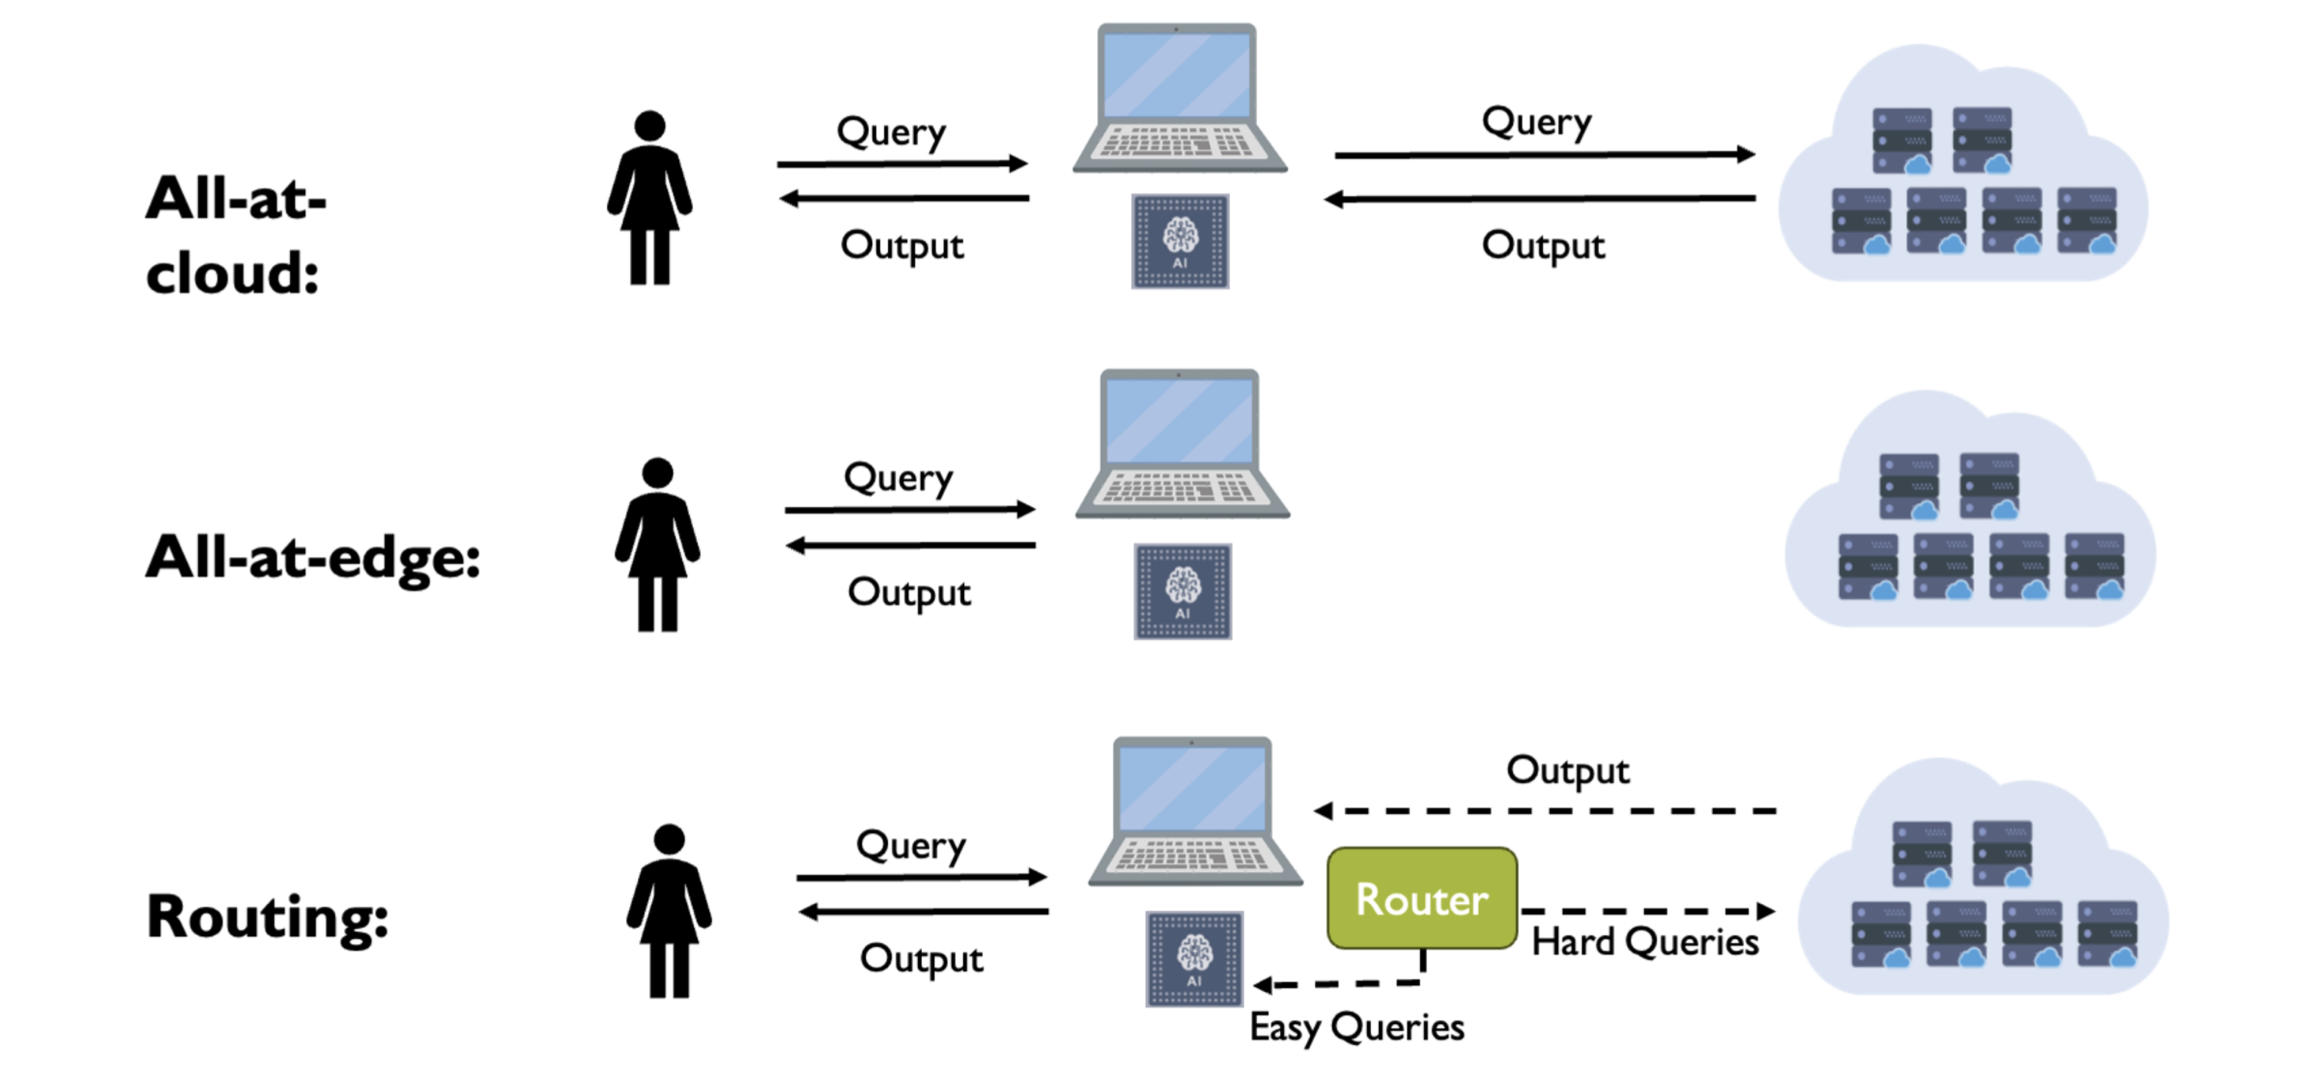 All-at-
cloud:
Query
Output
AI
Query
Output
All-at-edge:
Query
Output
AI
Routing:
Query
Output
AI
Output
Router
Hard Queries
Easy Queries